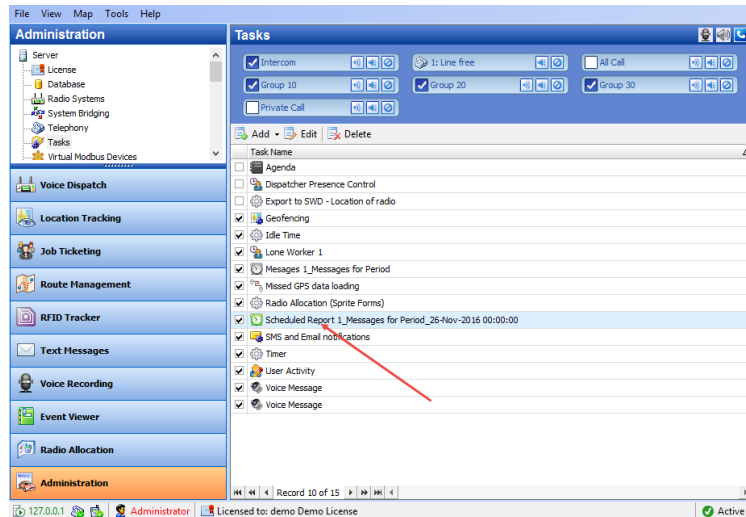 File View Map Tools Help
Administration
Server
License
Database
Radio Systems
System Bridging
Telephony
Tasks
Virtual Modbus Devices
Voice Dispatch
Location Tracking
Job Ticketing
Route Management
RFID Tracker
Text Messages
Voice Recording
Event Viewer
Radio Allocation
Administration
Tasks
Intercom 1: Line free All Call
Group 10 Group 20 Group 30
Private Call
Add Edit Delete
Task Name
Agenda
Dispatcher Presence Control
Export to SWD - Location of radio
Geofencing
Idle Time
Lone Worker 1
Mesages 1_Messages for Period
Missed GPS data loading
Radio Allocation (Sprite Forms)
Scheduled Report 1_Messages for Period_26-Nov-2016 00:00:00
SMS and Email notifications
Timer
User Activity
Voice Message
Voice Message
Record 10 of 15
127.0.0.1 Administrator Licensed to: demo Demo License Active